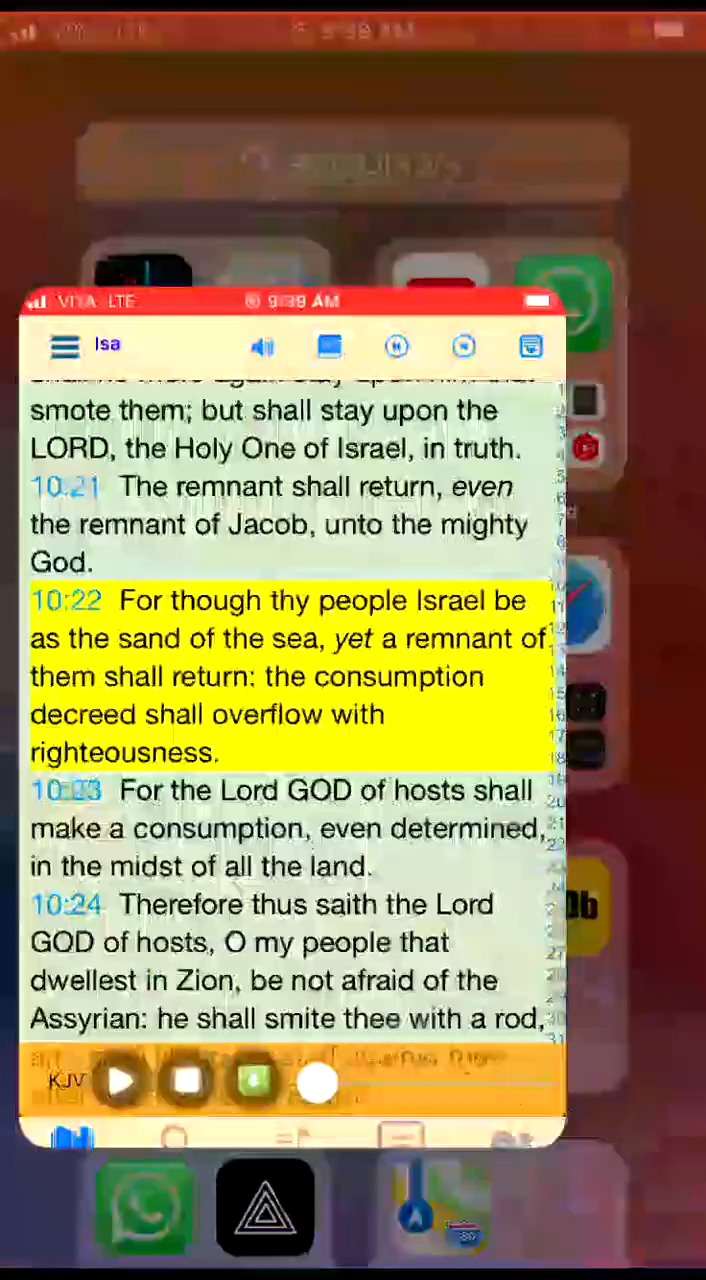 VIVA LTE
9:39 AM
Isa
smote them; but shall stay upon the
LORD, the Holy One of Israel, in truth.
10:21 The remnant shall return, even
the remnant of Jacob, unto the mighty
God.
10:22 For though thy people Israel be
as the sand of the sea, yet a remnant of
them shall return: the consumption
decreed shall overflow with
righteousness.
10:23 For the Lord GOD of hosts shall
make a consumption, even determined,
in the midst of all the land.
10:24 Therefore thus saith the Lord
GOD of hosts, O my people that
dwellest in Zion, be not afraid of the
Assyrian: he shall smite thee with a rod,
KJV